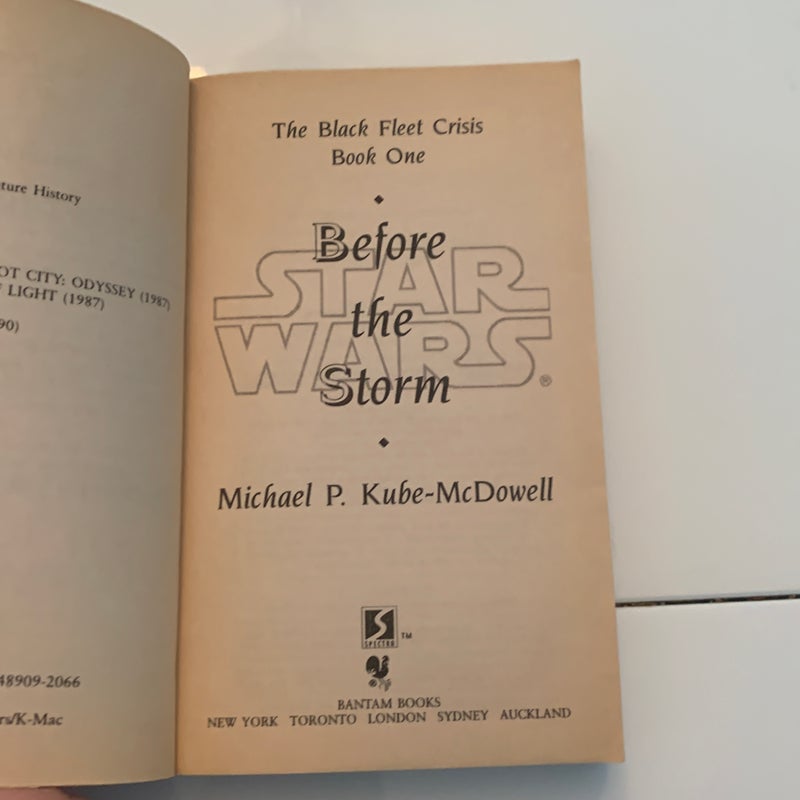 ture History
OT CITY: ODYSSEY (1987)
LIGHT (1987)
90)
48909-2066
rs/K-Mac
The Black Fleet Crisis
Book One
Before
the
Storm
STAR
WARS®
Michael P. Kube-McDowell
SPECTRA™
®
BANTAM BOOKS
NEW YORK TORONTO LONDON SYDNEY AUCKLAND